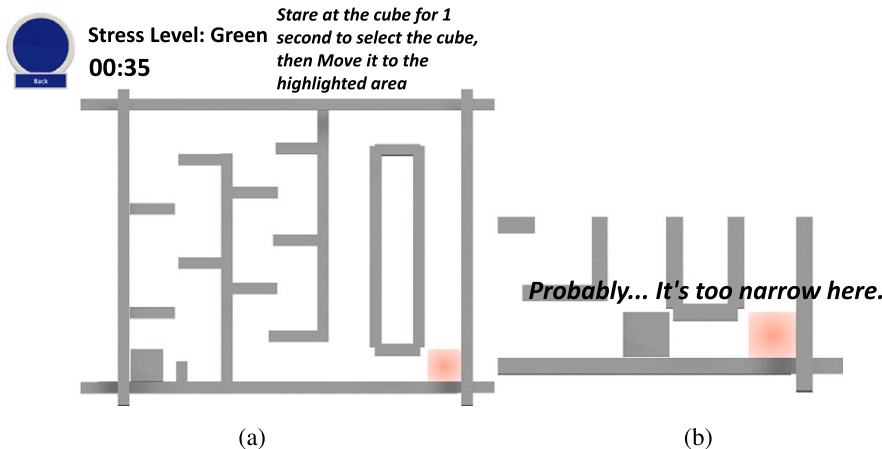 Stress Level: Green
00:35
Back
Stare at the cube for 1
second to select the cube,
then Move it to the
highlighted area
Probably... It's too narrow here.
(a)
(b)